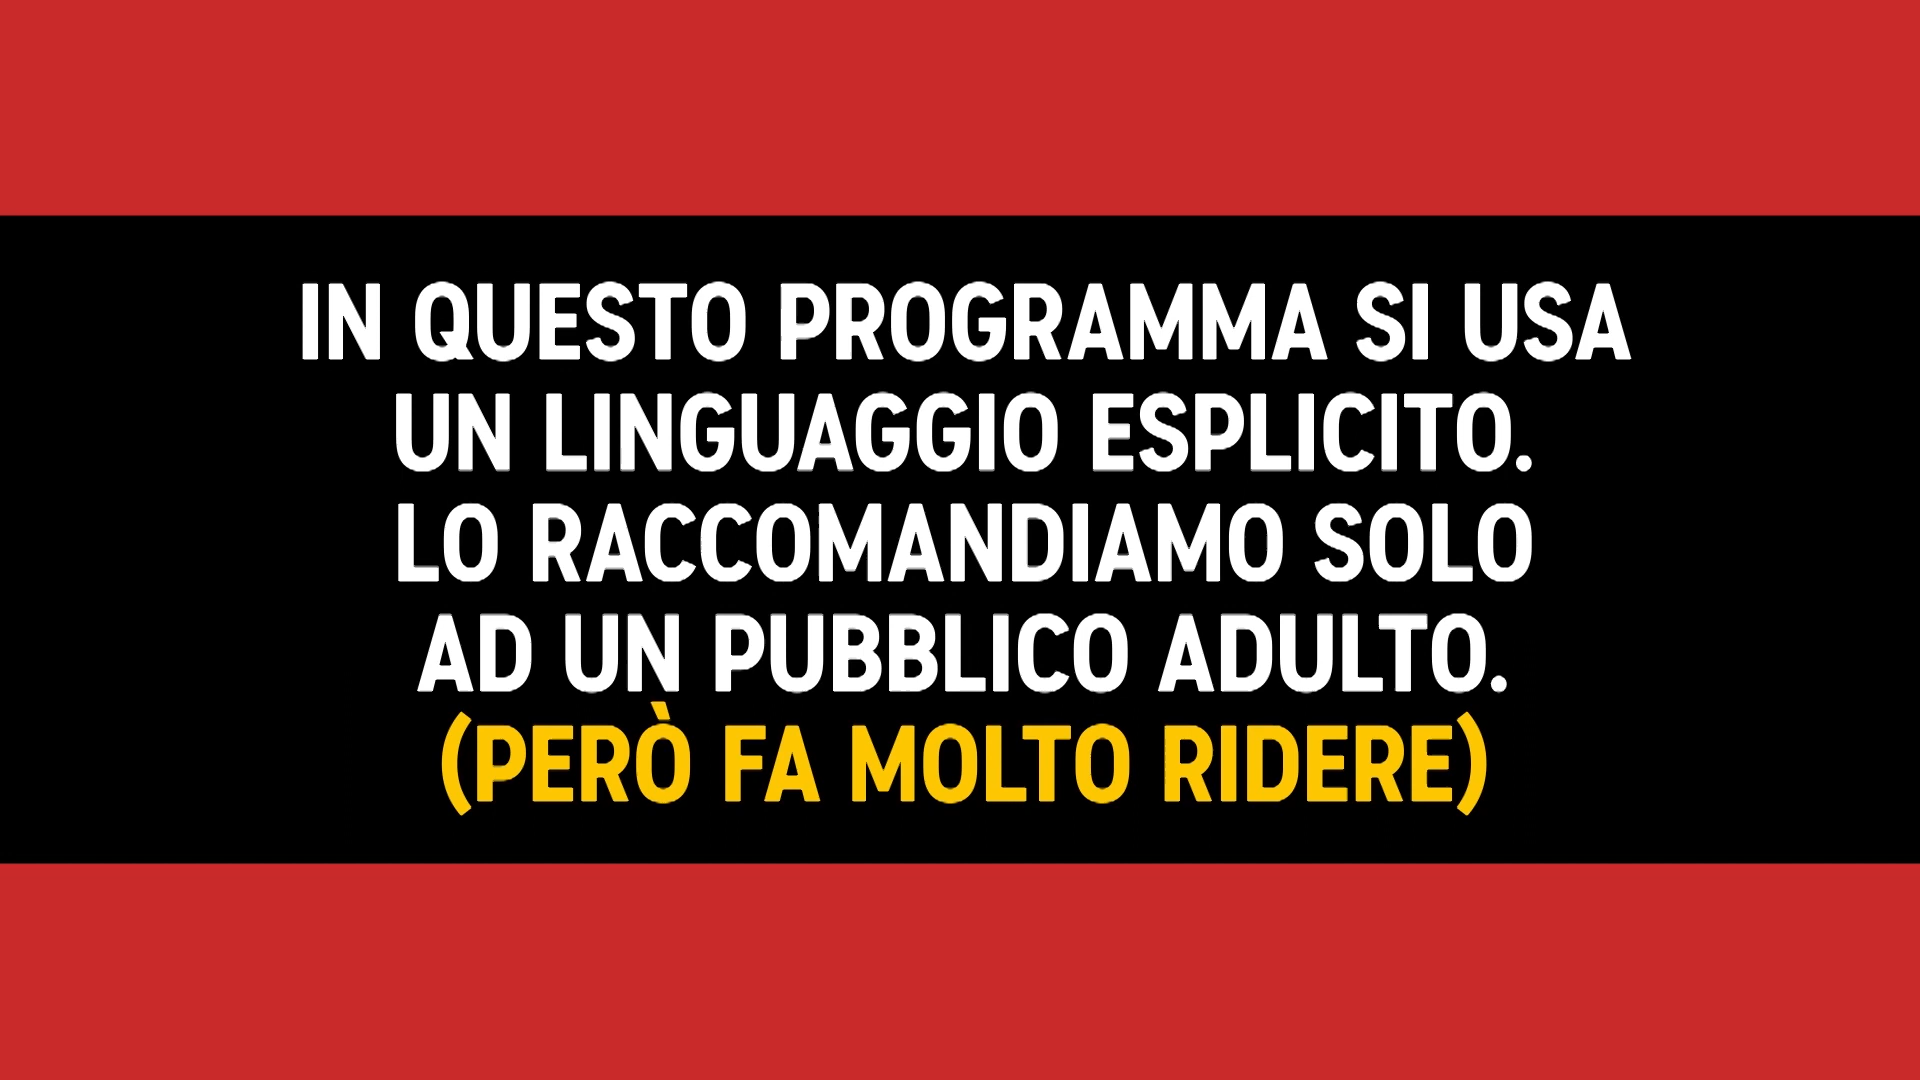 IN QUESTO PROGRAMMA SI USA
UN LINGUAGGIO ESPLICITO.
LO RACCOMANDIAMO SOLO
AD UN PUBBLICO ADULTO.
(PERÒ FA MOLTO RIDERE)